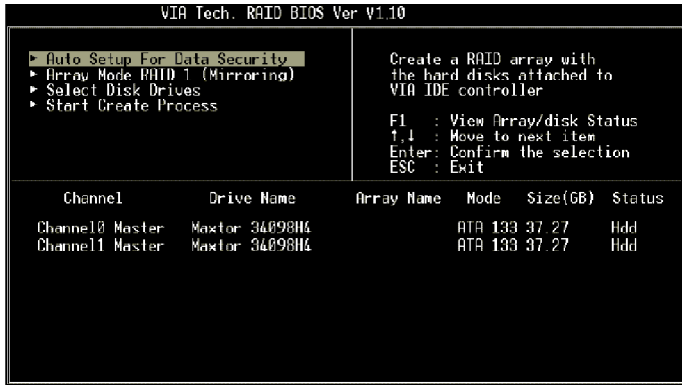 VIA Tech. RAID BIOS Ver V1.10
Auto Setup For Data Security
Array Mode RAID 1 (Mirroring)
Select Disk Drives
Start Create Process
Create a RAID array with
the hard disks attached to
VIA IDE controller
F1 : View Array/disk Status
↑,↓ : Move to next item
Enter: Confirm the selection
ESC : Exit
Channel Drive Name Array Name Mode Size(GB) Status
Channel0 Master Maxtor 34098H4 ATA 133 37.27 Hdd
Channel1 Master Maxtor 34098H4 ATA 133 37.27 Hdd